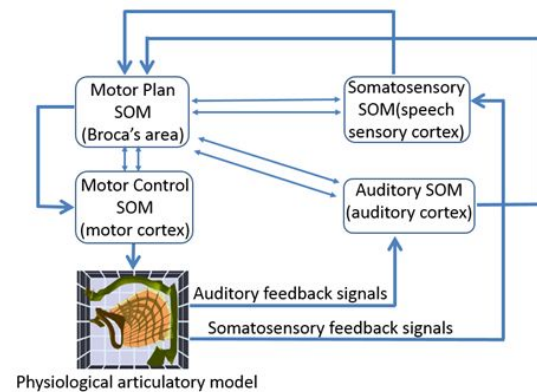 Motor Plan
SOM
(Broca's area)
Somatosensory
SOM(speech
sensory cortex)
Motor Control
SOM
(motor cortex)
Auditory SOM
(auditory cortex)
Auditory feedback signals
Somatosensory feedback signals
Physiological articulatory model